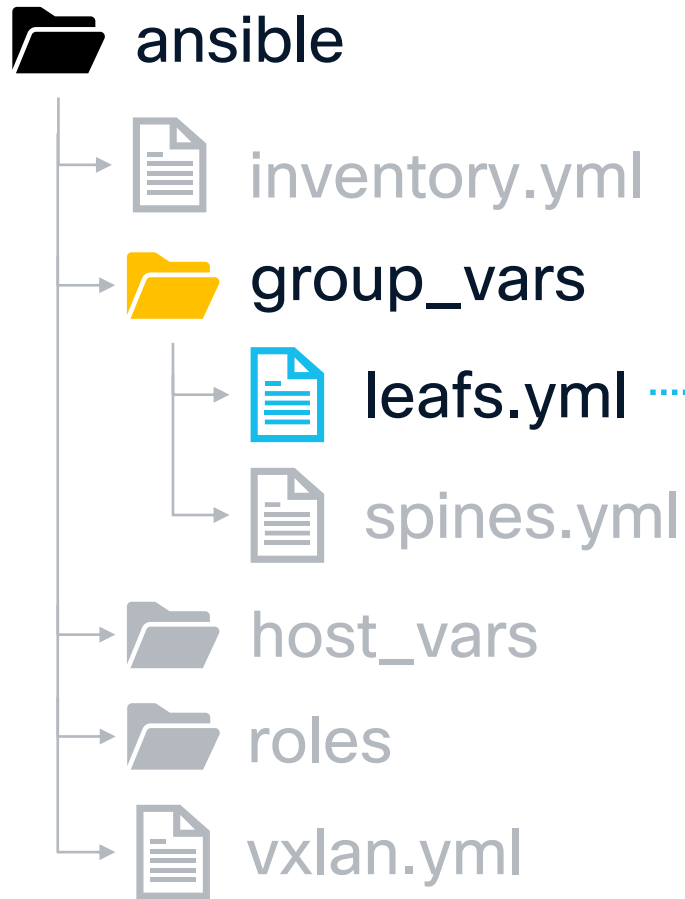 ansible
inventory.yml
group_vars
leafs.yml
spines.yml
host_vars
roles
vxlan.yml